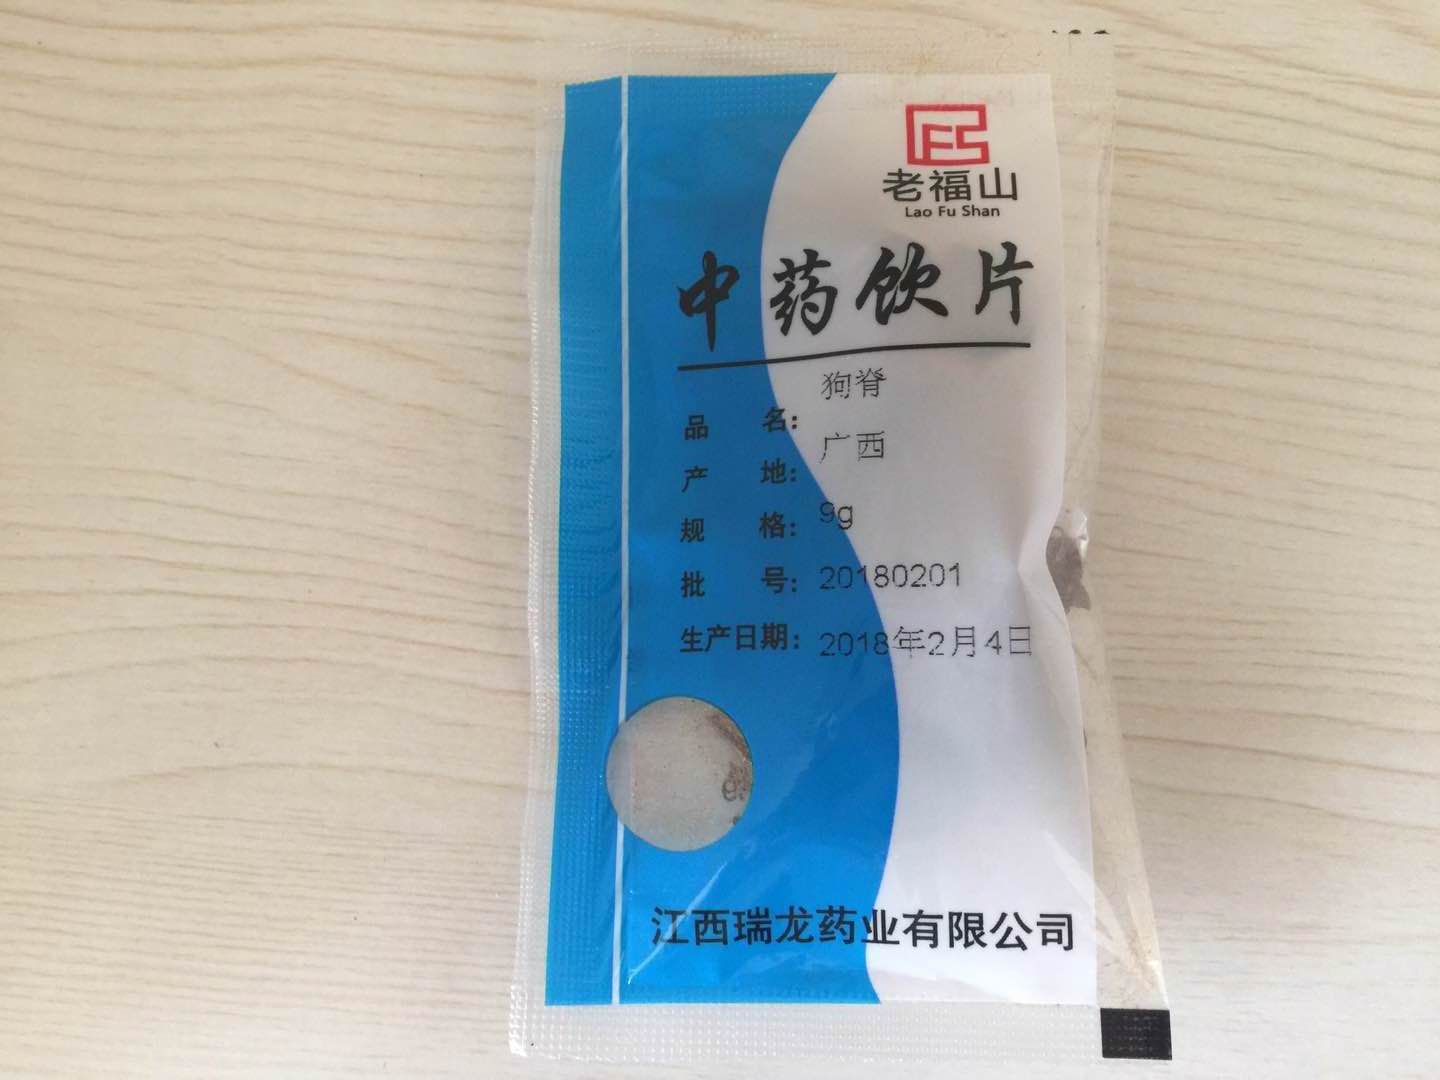 老福山
Lao Fu Shan
中药饮片
品名：狗脊
产地：广西
规格：9g
批号：20180201
生产日期：2018年2月4日
江西瑞龙药业有限公司